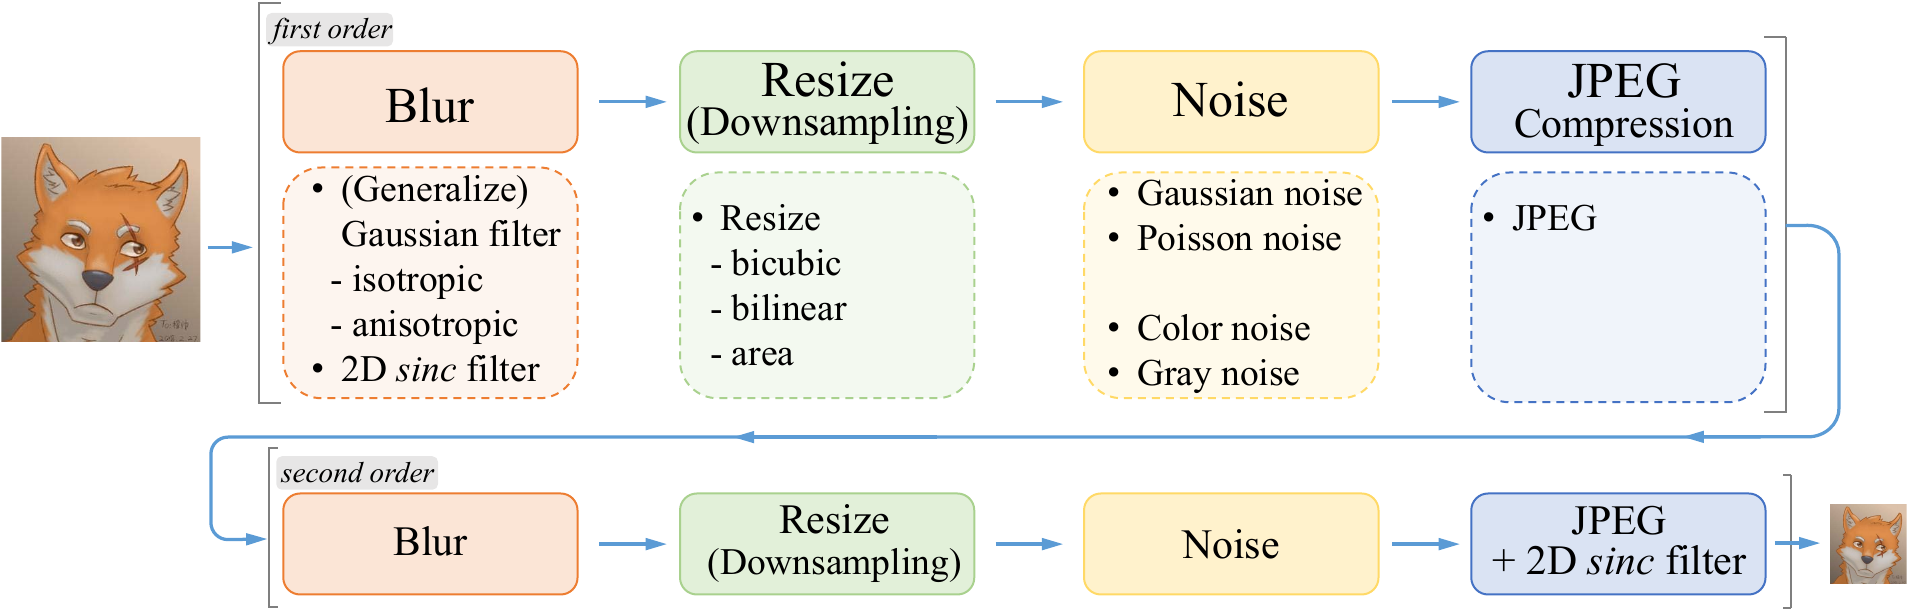 first order
Blur
Resize
(Downsampling)
Noise
JPEG
Compression
• (Generalize)
Gaussian filter
- isotropic
- anisotropic
• 2D sinc filter
• Resize
- bicubic
- bilinear
- area
• Gaussian noise
• Poisson noise
• Color noise
• Gray noise
• JPEG
second order
Blur
Resize
(Downsampling)
Noise
JPEG
+ 2D sinc filter